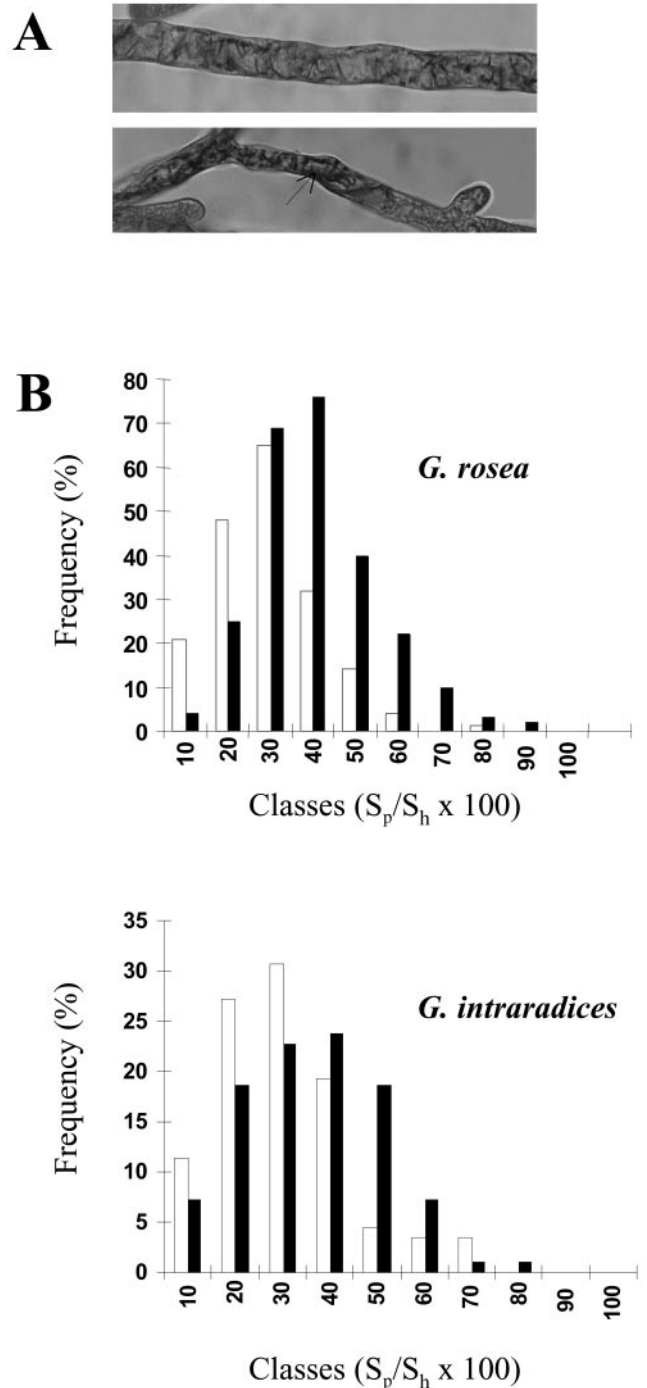 A
B
80
70
60
50
40
30
20
10
0
Frequency (%)
G. rosea
10 20 30 40 50 60 70 80 90 100
Classes (Sp/Sh x 100)
35
30
25
20
15
10
5
0
Frequency (%)
G. intraradices
10 20 30 40 50 60 70 80 90 100
Classes (Sp/Sh x 100)